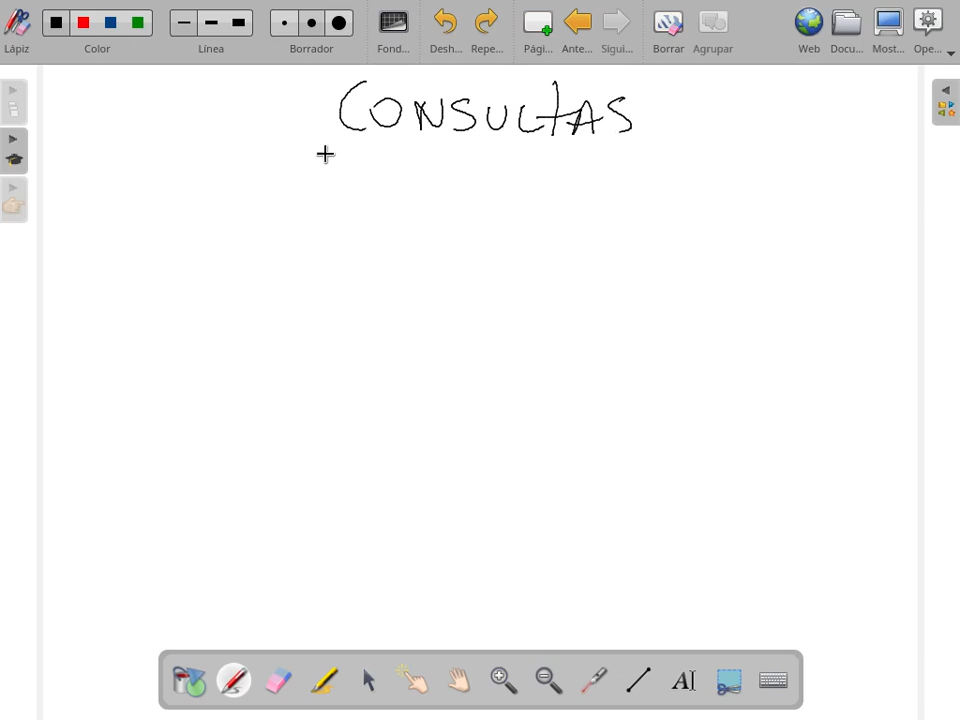 Lápiz Color Línea Borrador Fond... Desh... Repe... Pági... Ante... Sigui... Borrar Agrupar Web Docu... Most... Ope...
CONSULTAS
A